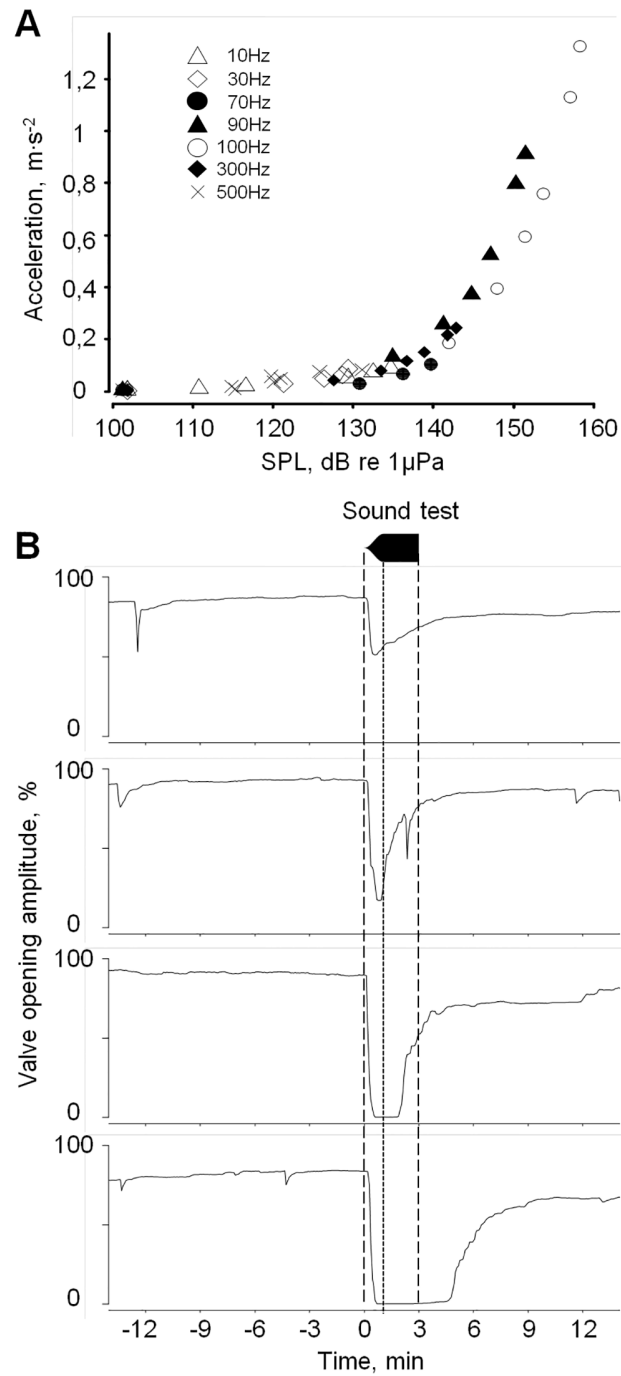 A
Acceleration, m·s-2
1,2
1
0,8
0,6
0,4
0,2
0
10Hz
30Hz
70Hz
90Hz
100Hz
300Hz
500Hz
100 110 120 130 140 150 160
SPL, dB re 1µPa
Sound test
B
Valve opening amplitude, %
100
0
100
0
100
0
100
0
-12 -9 -6 -3 0 3 6 9 12
Time, min